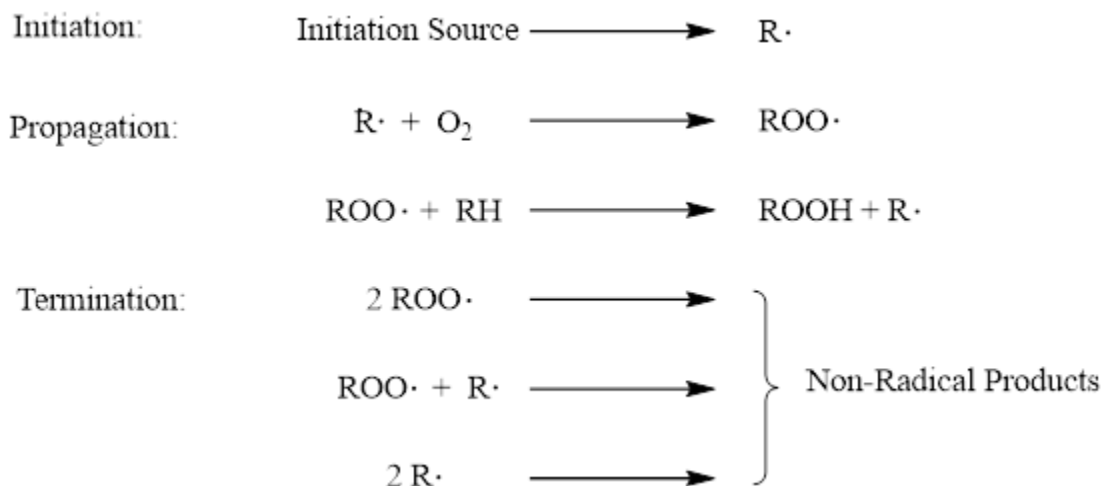 Initiation: Initiation Source R·
Propagation: R· + O₂ ROO·
ROO· + RH ROOH + R·
Termination: 2 ROO·
ROO· + R· Non-Radical Products
2 R·